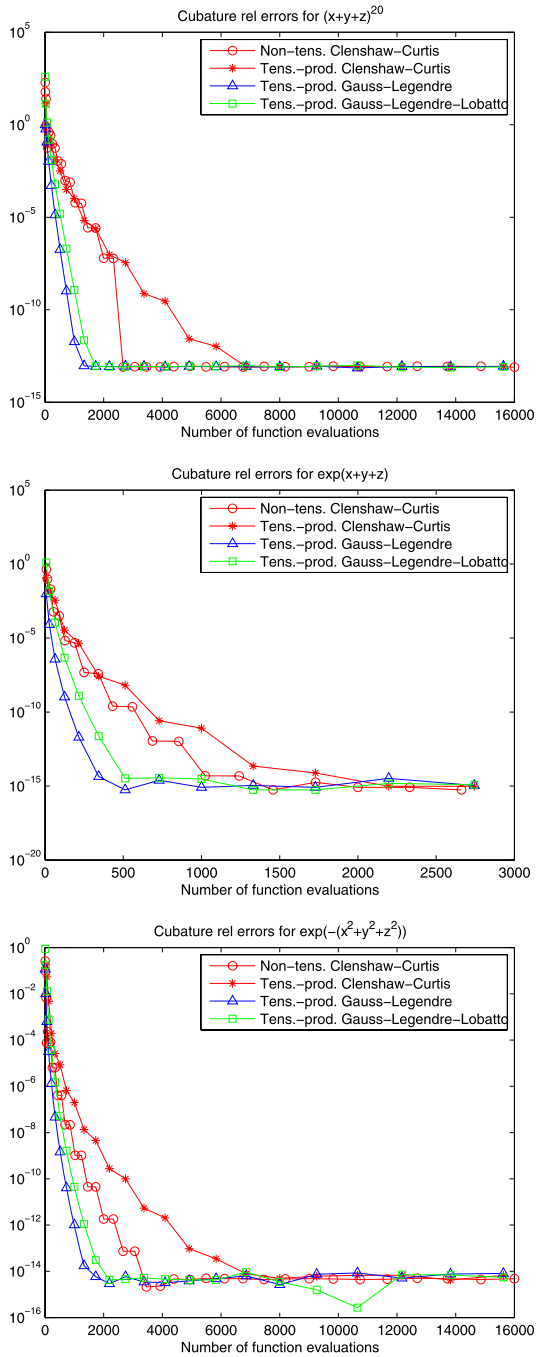 Cubature rel errors for (x+y+z)^20
10^5
10^0
10^−5
10^−10
10^−15
Non−tens. Clenshaw−Curtis
Tens.−prod. Clenshaw−Curtis
Tens.−prod. Gauss−Legendre
Tens.−prod. Gauss−Legendre−Lobatto
0 2000 4000 6000 8000 10000 12000 14000 16000
Number of function evaluations
Cubature rel errors for exp(x+y+z)
10^5
10^0
10^−5
10^−10
10^−15
10^−20
Non−tens. Clenshaw−Curtis
Tens.−prod. Clenshaw−Curtis
Tens.−prod. Gauss−Legendre
Tens.−prod. Gauss−Legendre−Lobatto
0 500 1000 1500 2000 2500 3000
Number of function evaluations
Cubature rel errors for exp(−(x^2+y^2+z^2))
10^0
10^−2
10^−4
10^−6
10^−8
10^−10
10^−12
10^−14
10^−16
Non−tens. Clenshaw−Curtis
Tens.−prod. Clenshaw−Curtis
Tens.−prod. Gauss−Legendre
Tens.−prod. Gauss−Legendre−Lobatto
0 2000 4000 6000 8000 10000 12000 14000 16000
Number of function evaluations